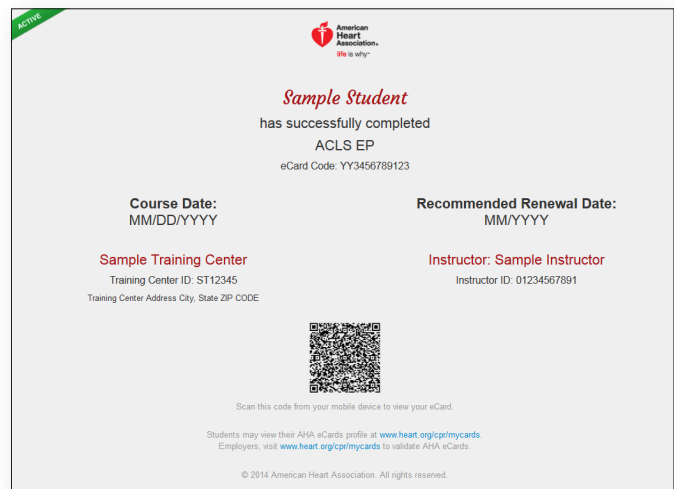 ACTIVE
American
Heart
Association®
life is why™
Sample Student
has successfully completed
ACLS EP
eCard Code: YY3456789123
Course Date:
MM/DD/YYYY
Recommended Renewal Date:
MM/YYYY
Sample Training Center
Training Center ID: ST12345
Training Center Address City, State ZIP CODE
Instructor: Sample Instructor
Instructor ID: 01234567891
Scan this code from your mobile device to view your eCard.
Students may view their AHA eCards profile at www.heart.org/cpr/mycards.
Employers, visit www.heart.org/cpr/mycards to validate AHA eCards.
© 2014 American Heart Association. All rights reserved.